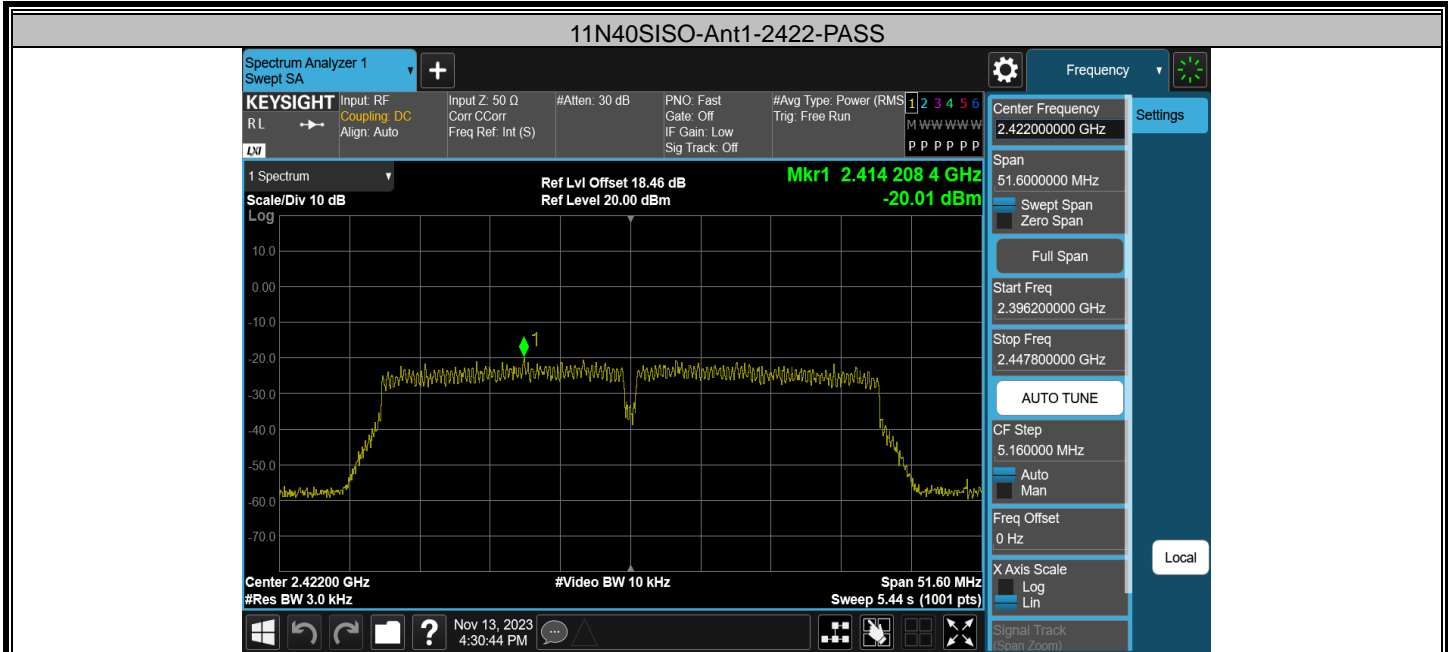 11N40SISO-Ant1-2422-PASS
Spectrum Analyzer 1
Swept SA
Frequency
KEYSIGHT
RL
LXI
Input: RF
Coupling: DC
Align: Auto
Input Z: 50 Ω
Corr CCorr
Freq Ref: Int (S)
#Atten: 30 dB
PNO: Fast
Gate: Off
IF Gain: Low
Sig Track: Off
#Avg Type: Power (RMS
Trig: Free Run
1 2 3 4 5 6
M W W W W W
P P P P P P
1 Spectrum
Scale/Div 10 dB
Log
Ref Lvl Offset 18.46 dB
Ref Level 20.00 dBm
Mkr1 2.414 208 4 GHz
-20.01 dBm
10.0
0.00
-10.0
-20.0
-30.0
-40.0
-50.0
-60.0
-70.0
1
Center 2.42200 GHz
#Res BW 3.0 kHz
#Video BW 10 kHz
Span 51.60 MHz
Sweep 5.44 s (1001 pts)
Center Frequency
2.422000000 GHz
Span
51.6000000 MHz
Swept Span
Zero Span
Full Span
Start Freq
2.396200000 GHz
Stop Freq
2.447800000 GHz
AUTO TUNE
CF Step
5.160000 MHz
Auto
Man
Freq Offset
0 Hz
X Axis Scale
Log
Lin
Signal Track
(Span Zoom)
Settings
Local
?
Nov 13, 2023
4:30:44 PM